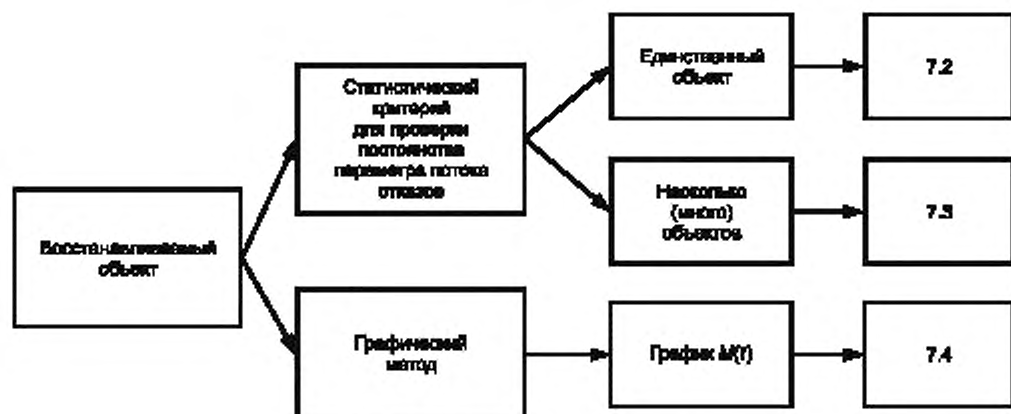 Восстанавливаемый
объект
Статистический
критерий
для проверки
постоянства
параметра потока
отказов
Графический
метод
Единственный
объект
Несколько
(много)
объектов
График M(T)
7.2
7.3
7.4